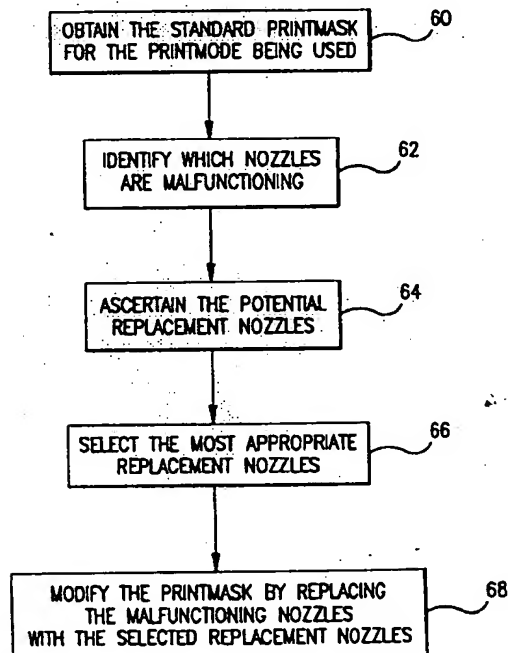 OBTAIN THE STANDARD PRINTMASK
FOR THE PRINTMODE BEING USED
60
IDENTIFY WHICH NOZZLES
ARE MALFUNCTIONING
62
ASCERTAIN THE POTENTIAL
REPLACEMENT NOZZLES
64
SELECT THE MOST APPROPRIATE
REPLACEMENT NOZZLES
66
MODIFY THE PRINTMASK BY REPLACING
THE MALFUNCTIONING NOZZLES
WITH THE SELECTED REPLACEMENT NOZZLES
68